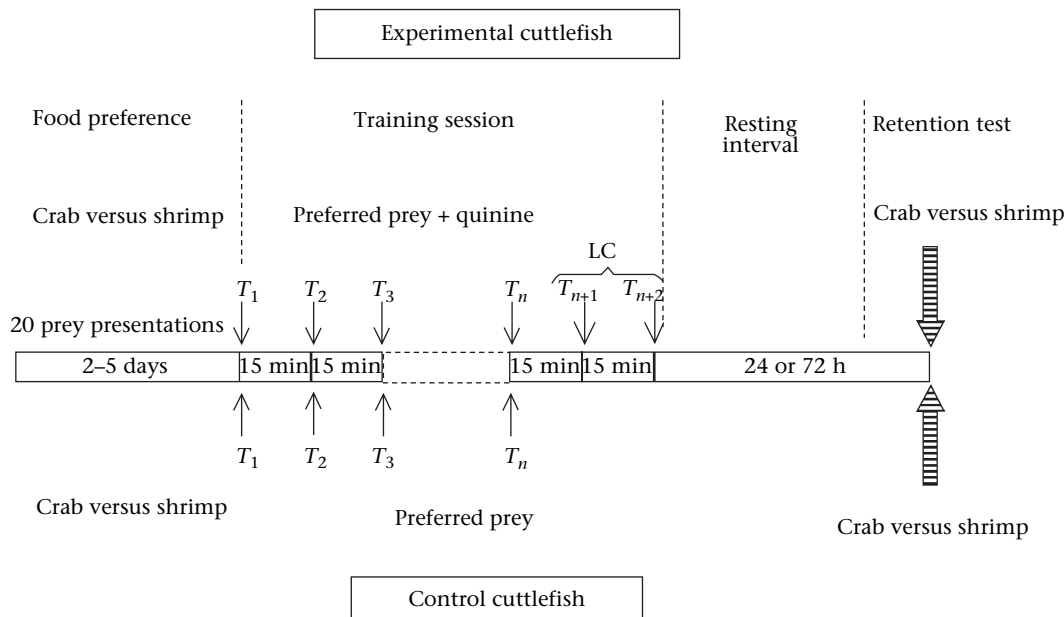 Experimental cuttlefish
Food preference
Training session
Resting
interval
Retention test
Crab versus shrimp
Preferred prey + quinine
Crab versus shrimp
LC
T1
T2
T3
Tn
Tn+1
Tn+2
20 prey presentations
2–5 days
15 min
15 min
15 min
15 min
24 or 72 h
T1
T2
T3
Tn
Crab versus shrimp
Preferred prey
Crab versus shrimp
Control cuttlefish